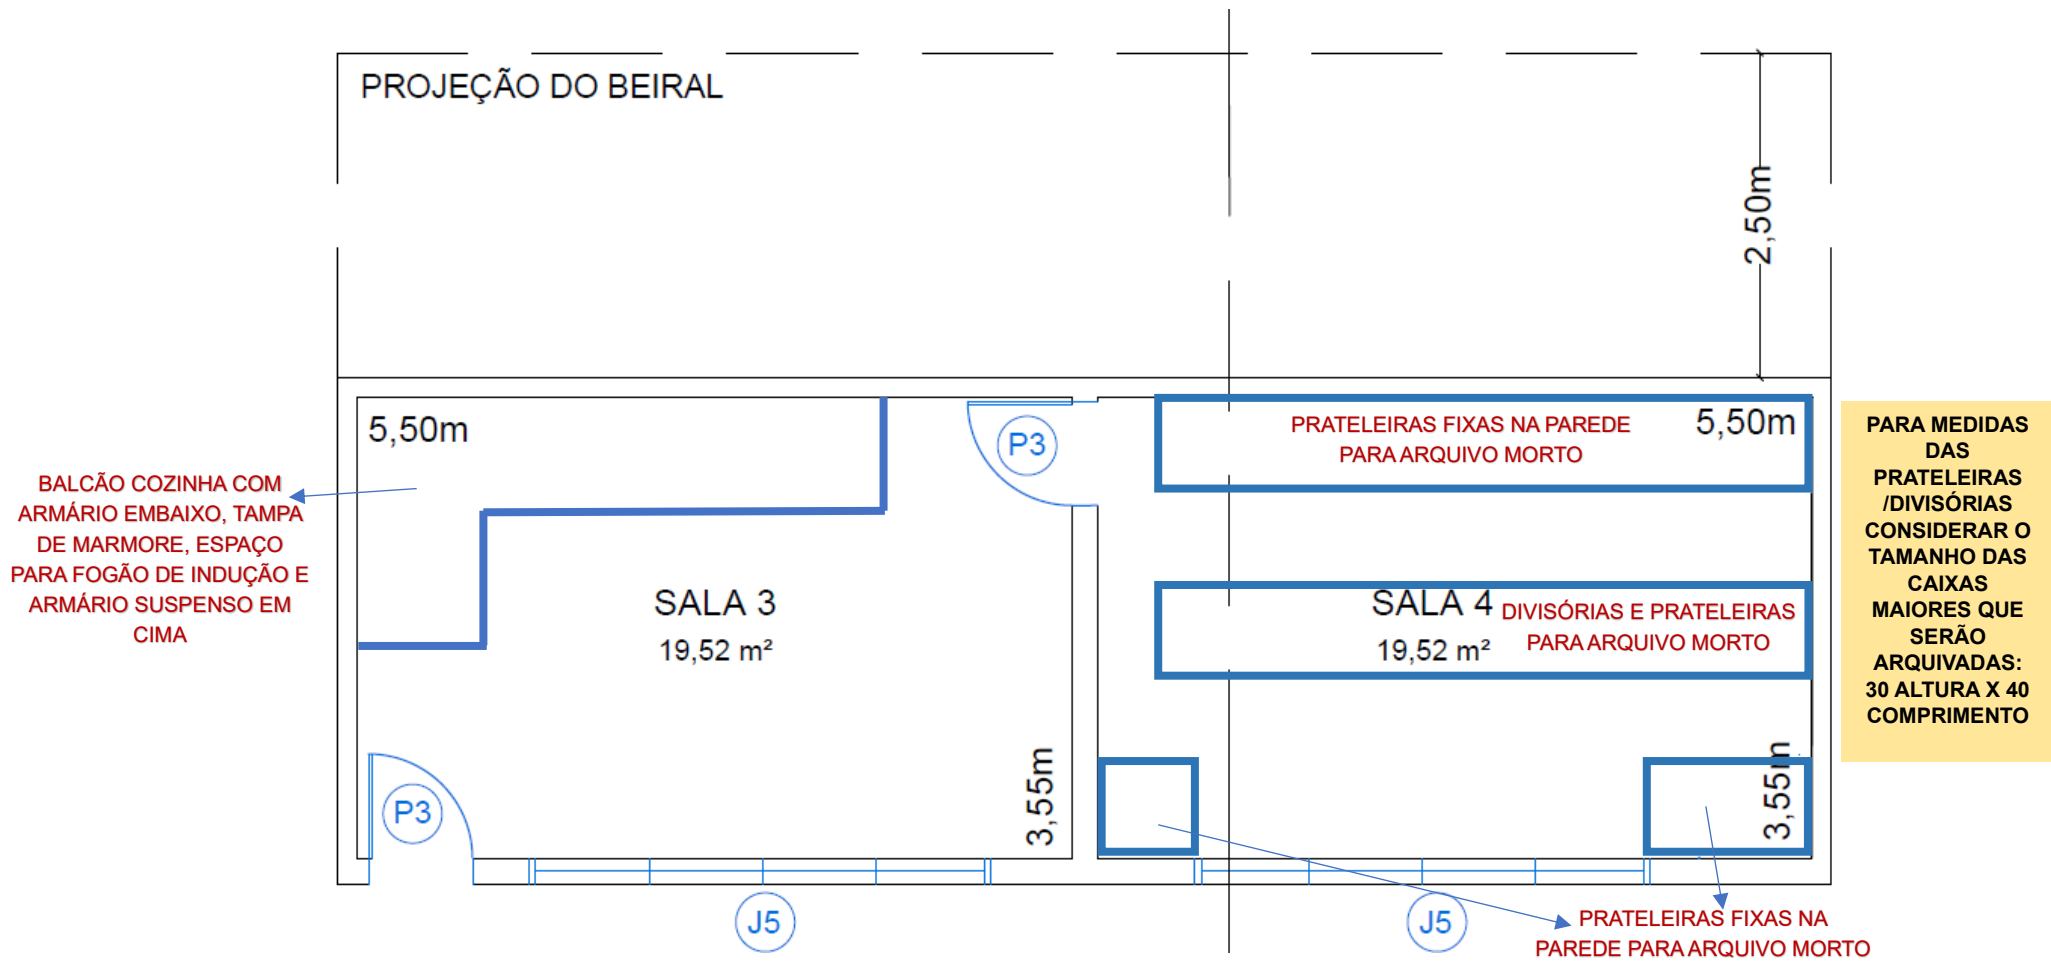 PROJEÇÃO DO BEIRAL
2,50m
5,50m
P3
PRATELEIRAS FIXAS NA PAREDE
PARA ARQUIVO MORTO
5,50m
BALCÃO COZINHA COM
ARMÁRIO EMBAIXO, TAMPA
DE MARMORE, ESPAÇO
PARA FOGÃO DE INDUÇÃO E
ARMÁRIO SUSPENSO EM
CIMA
SALA 3
19,52 m²
SALA 4
19,52 m²
DIVISÓRIAS E PRATELEIRAS
PARA ARQUIVO MORTO
PARA MEDIDAS
DAS
PRATELEIRAS
/DIVISÓRIAS
CONSIDERAR O
TAMANHO DAS
CAIXAS
MAIORES QUE
SERÃO
ARQUIVADAS:
30 ALTURA X 40
COMPRIMENTO
P3
3,55m
3,55m
J5
J5
PRATELEIRAS FIXAS NA
PAREDE PARA ARQUIVO MORTO